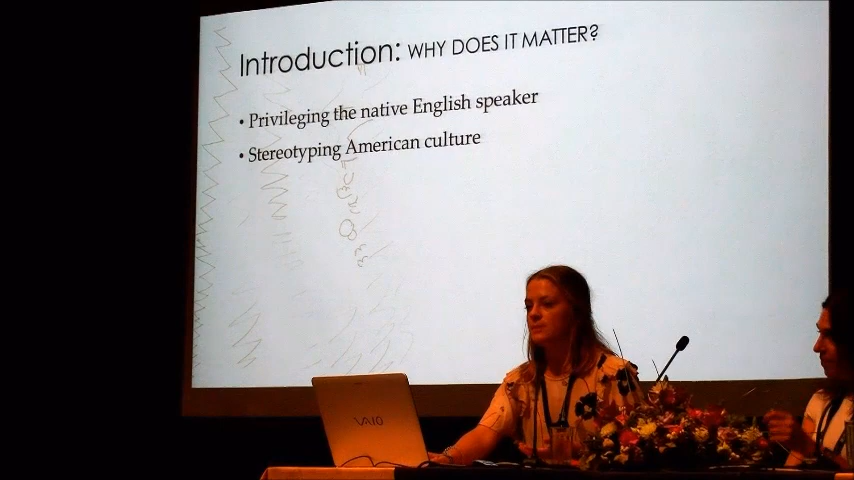 Introduction: WHY DOES IT MATTER?
• Privileging the native English speaker
• Stereotyping American culture
VAIO